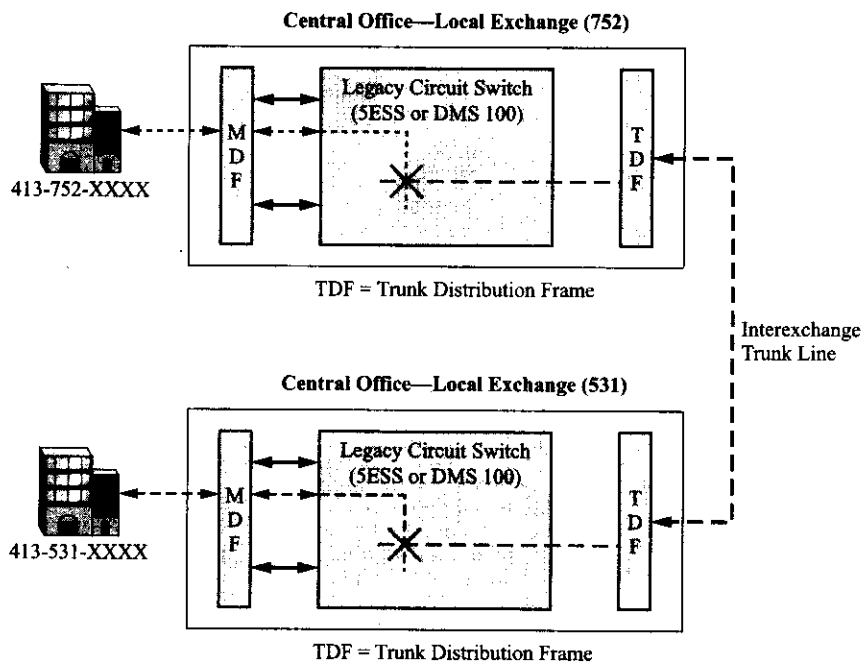 Central Office—Local Exchange (752)
Legacy Circuit Switch
(5ESS or DMS 100)
M
D
F
T
D
F
413-752-XXXX
TDF = Trunk Distribution Frame
Interexchange
Trunk Line
Central Office—Local Exchange (531)
Legacy Circuit Switch
(5ESS or DMS 100)
M
D
F
T
D
F
413-531-XXXX
TDF = Trunk Distribution Frame